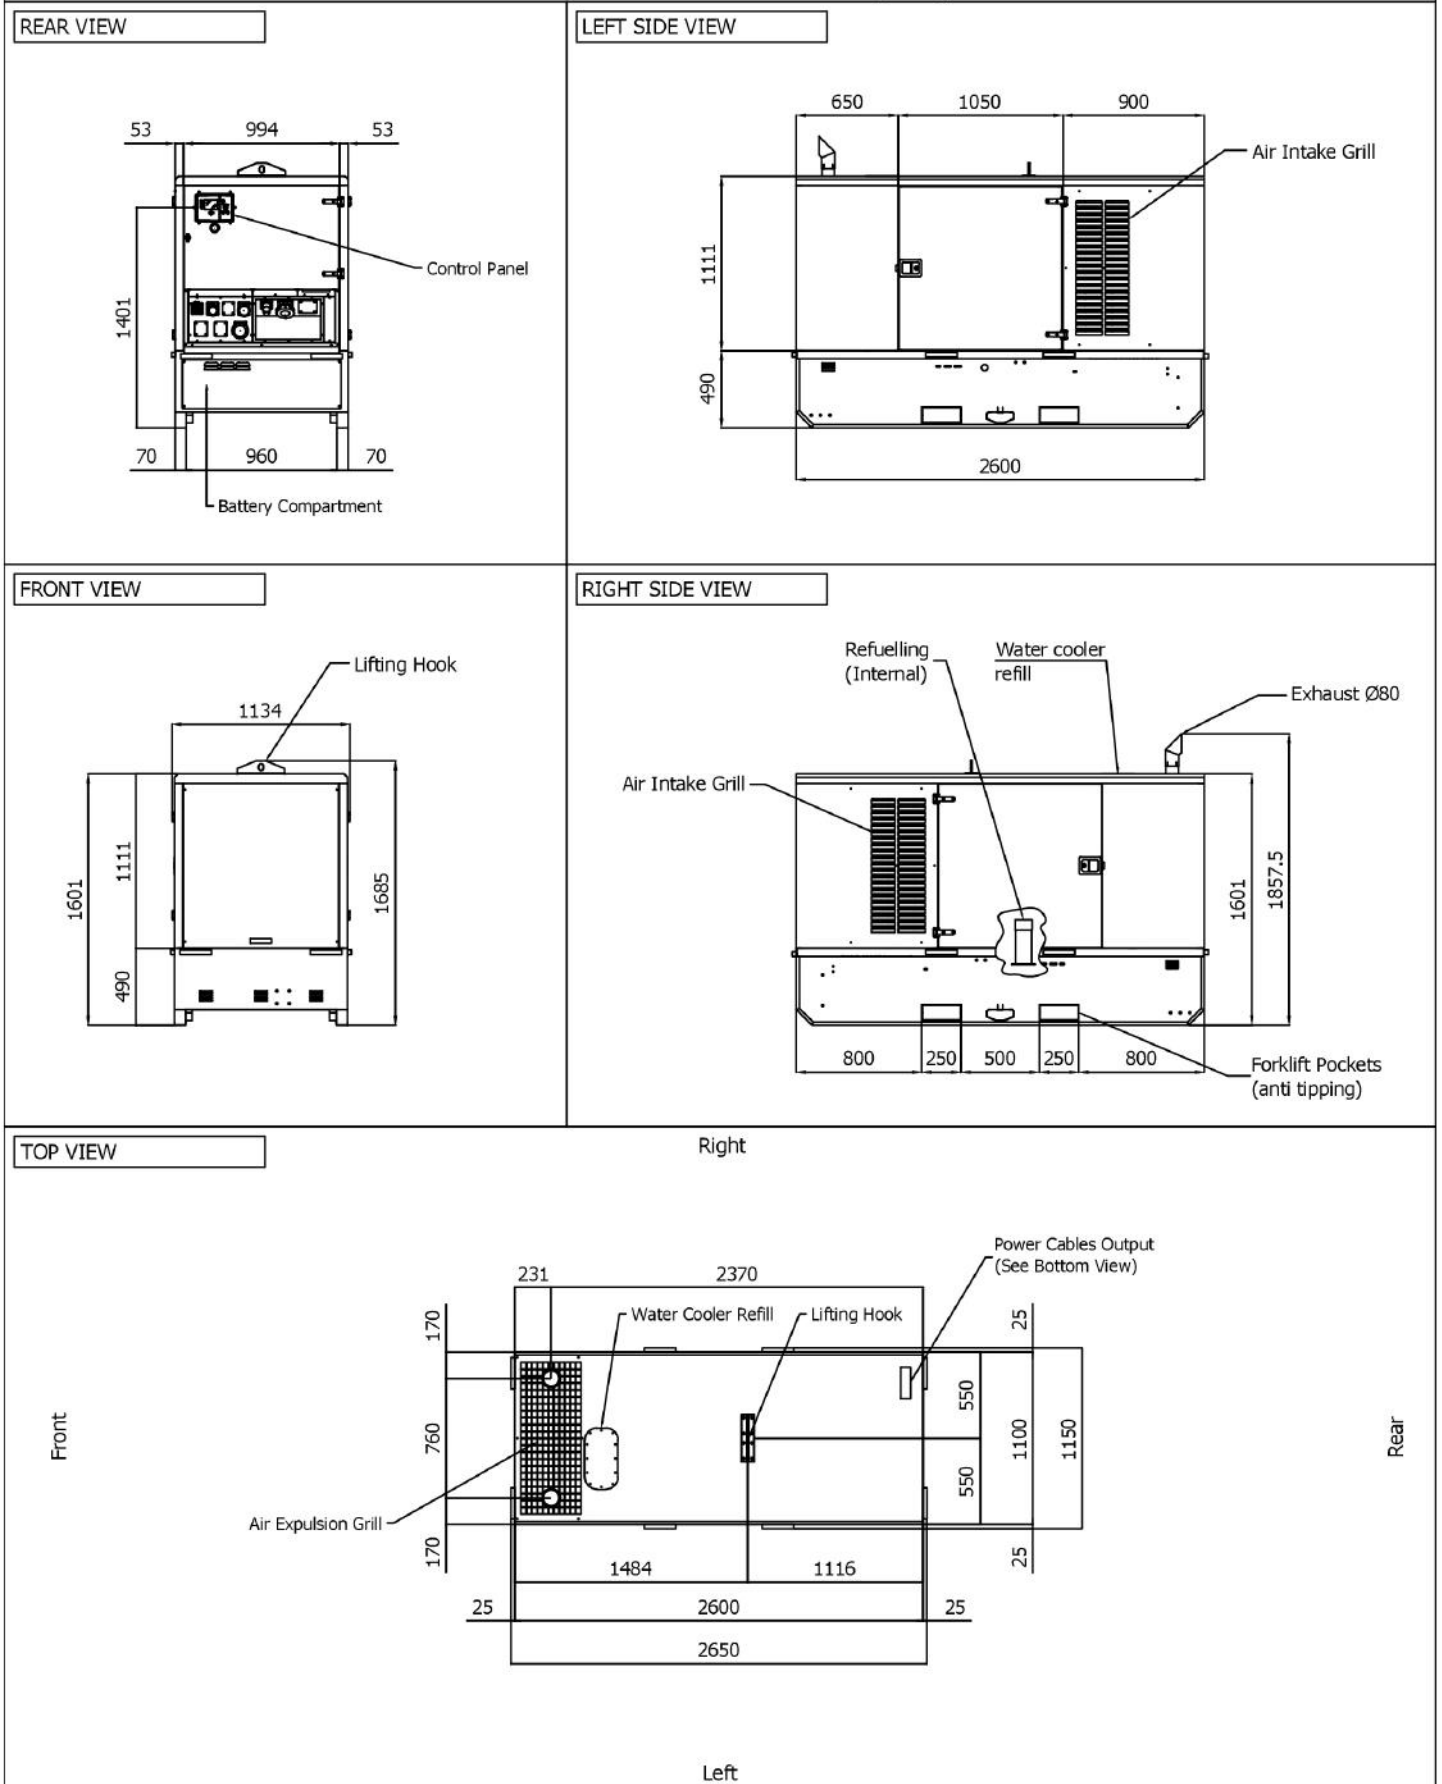 REAR VIEW
53
994
53
Control Panel
1401
70
960
70
Battery Compartment
LEFT SIDE VIEW
650
1050
900
Air Intake Grill
1111
490
2600
FRONT VIEW
Lifting Hook
1134
1601
1111
1685
490
RIGHT SIDE VIEW
Refuelling
(Internal)
Water cooler
refill
Exhaust Ø80
Air Intake Grill
1601
1857.5
800
250
500
250
800
Forklift Pockets
(anti tipping)
TOP VIEW
Right
Power Cables Output
(See Bottom View)
231
2370
170
Water Cooler Refill
Lifting Hook
25
Front
760
550
1100
1150
550
Rear
Air Expulsion Grill
170
1484
1116
25
25
2600
25
2650
Left